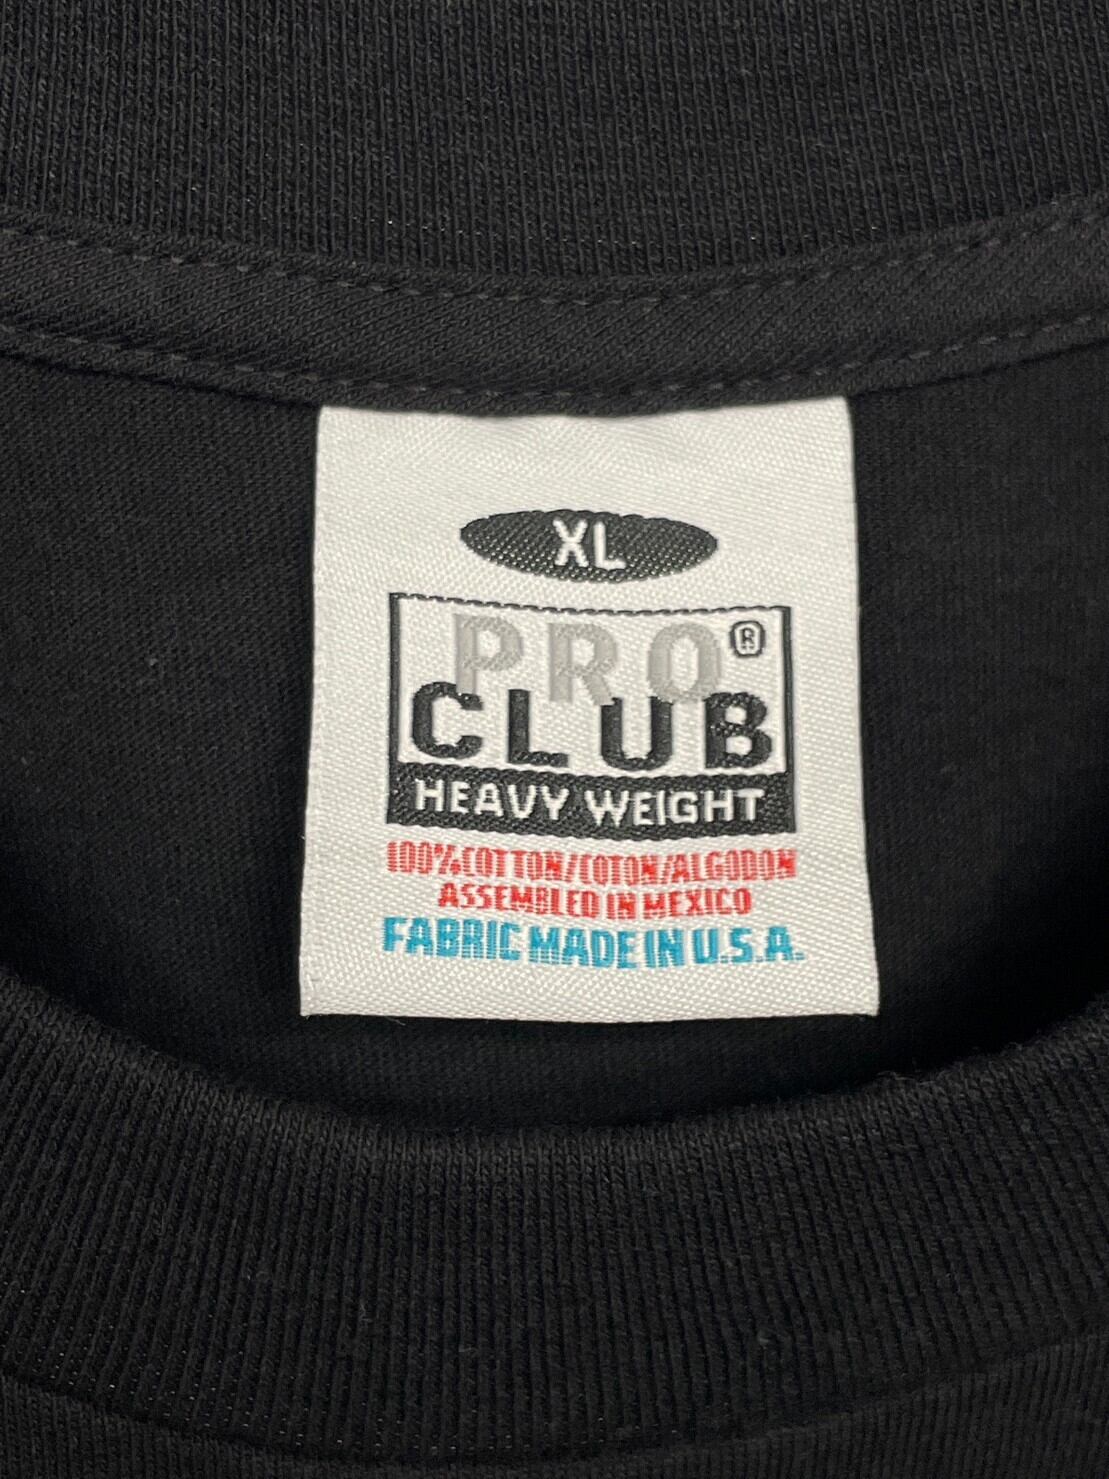 XL
PRO®
CLUB
HEAVY WEIGHT
100%COTTON/COTON/ALGODON
ASSEMBLED IN MEXICO
FABRIC MADE IN U.S.A.